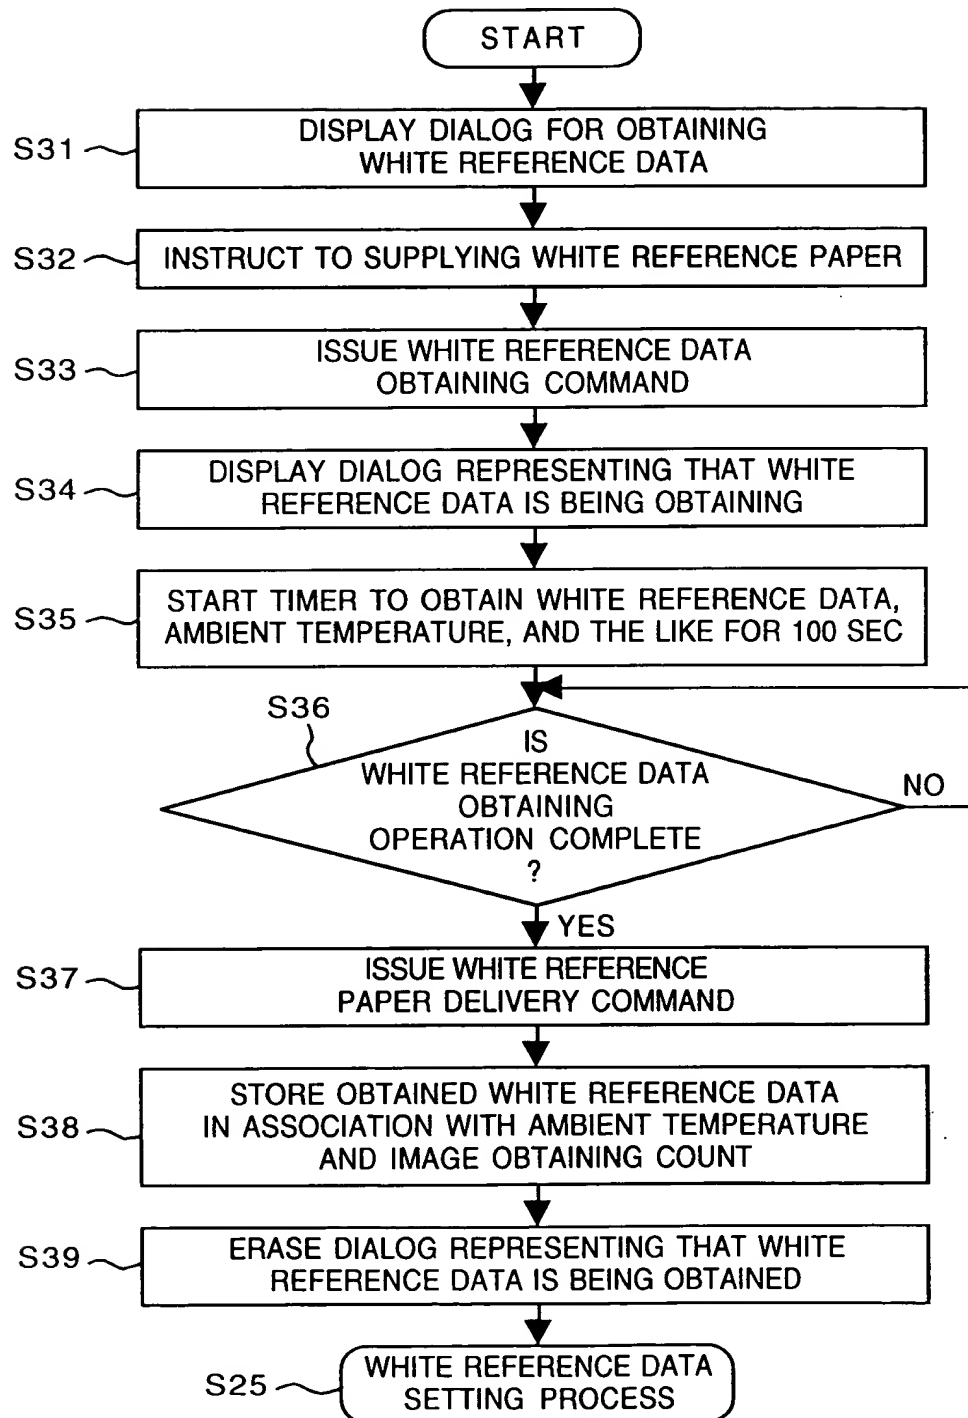 START
S31
DISPLAY DIALOG FOR OBTAINING
WHITE REFERENCE DATA
S32
INSTRUCT TO SUPPLYING WHITE REFERENCE PAPER
S33
ISSUE WHITE REFERENCE DATA
OBTAINING COMMAND
S34
DISPLAY DIALOG REPRESENTING THAT WHITE
REFERENCE DATA IS BEING OBTAINING
S35
START TIMER TO OBTAIN WHITE REFERENCE DATA,
AMBIENT TEMPERATURE, AND THE LIKE FOR 100 SEC
S36
IS
WHITE REFERENCE DATA
OBTAINING
OPERATION COMPLETE
?
NO
YES
S37
ISSUE WHITE REFERENCE
PAPER DELIVERY COMMAND
S38
STORE OBTAINED WHITE REFERENCE DATA
IN ASSOCIATION WITH AMBIENT TEMPERATURE
AND IMAGE OBTAINING COUNT
S39
ERASE DIALOG REPRESENTING THAT WHITE
REFERENCE DATA IS BEING OBTAINED
S25
WHITE REFERENCE DATA
SETTING PROCESS